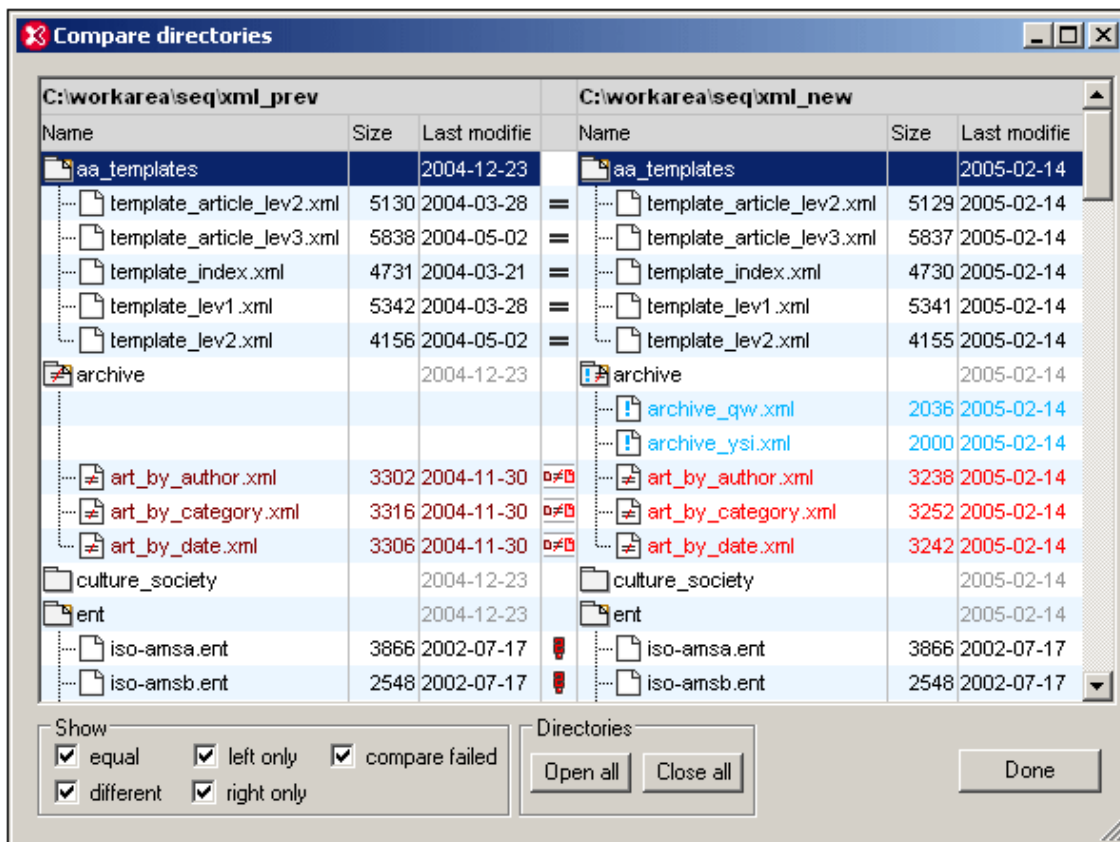 Compare directories
C:\workarea\seq\xml_prev C:\workarea\seq\xml_new
Name Size Last modifie Name Size Last modifie
aa_templates 2004-12-23 aa_templates 2005-02-14
template_article_lev2.xml 5130 2004-03-28 = template_article_lev2.xml 5129 2005-02-14
template_article_lev3.xml 5838 2004-05-02 = template_article_lev3.xml 5837 2005-02-14
template_index.xml 4731 2004-03-21 = template_index.xml 4730 2005-02-14
template_lev1.xml 5342 2004-03-28 = template_lev1.xml 5341 2005-02-14
template_lev2.xml 4156 2004-05-02 = template_lev2.xml 4155 2005-02-14
archive 2004-12-23 archive 2005-02-14
archive_qw.xml 2036 2005-02-14
archive_ysi.xml 2000 2005-02-14
art_by_author.xml 3302 2004-11-30 ≠ art_by_author.xml 3238 2005-02-14
art_by_category.xml 3316 2004-11-30 ≠ art_by_category.xml 3252 2005-02-14
art_by_date.xml 3306 2004-11-30 ≠ art_by_date.xml 3242 2005-02-14
culture_society 2004-12-23 culture_society 2005-02-14
ent 2004-12-23 ent 2005-02-14
iso-amsa.ent 3866 2002-07-17 iso-amsa.ent 3866 2002-07-17
iso-amsb.ent 2548 2002-07-17 iso-amsb.ent 2548 2002-07-17
Show Directories
equal left only compare failed Open all Close all Done
different right only